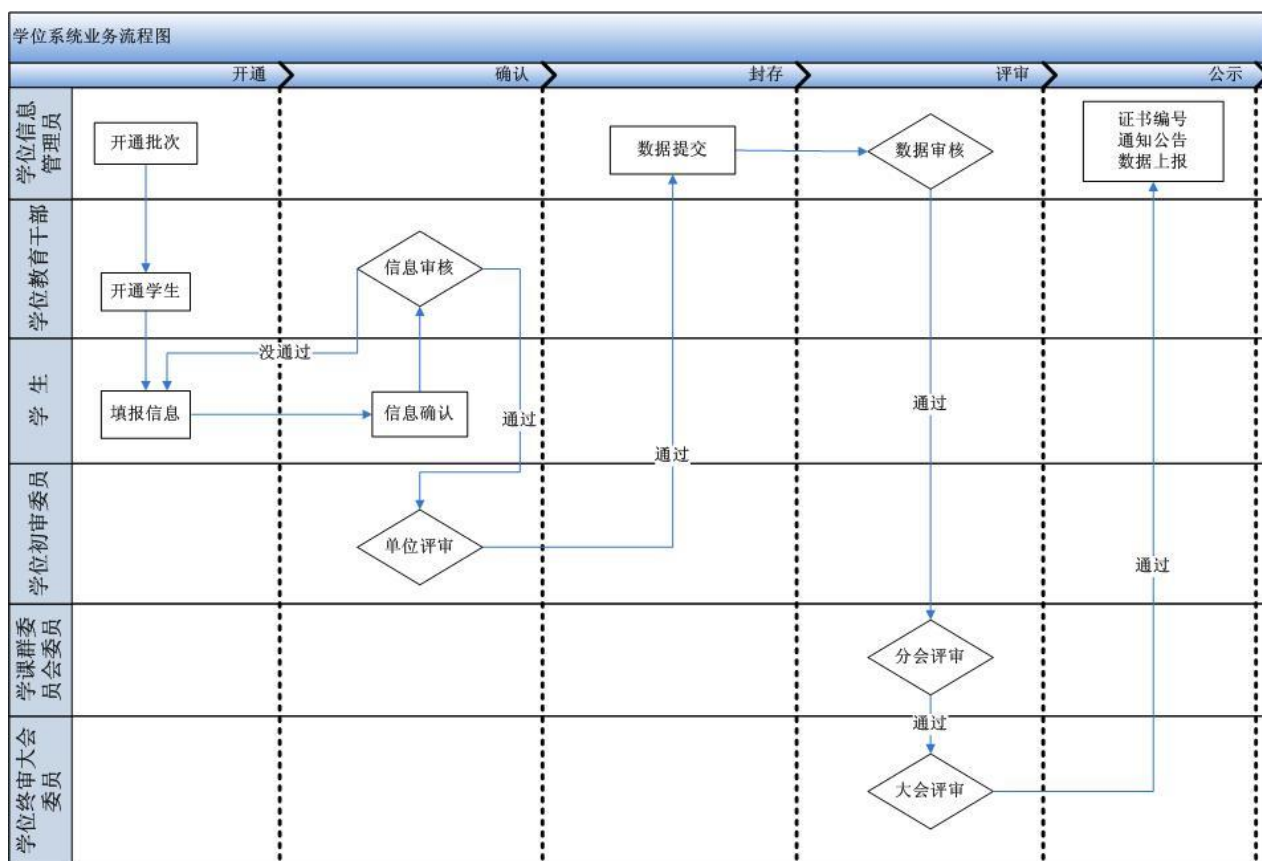 学位系统业务流程图
开通
确认
封存
评审
公示
学位信息
管理员
开通批次
数据提交
数据审核
证书编号
通知公告
数据上报
学位教育干部
开通学生
信息审核
没通过
学 生
填报信息
信息确认
通过
通过
通过
学位初审委员
单位评审
通过
学课群委
员会委员
分会评审
通过
学位终审大会
委员
大会评审